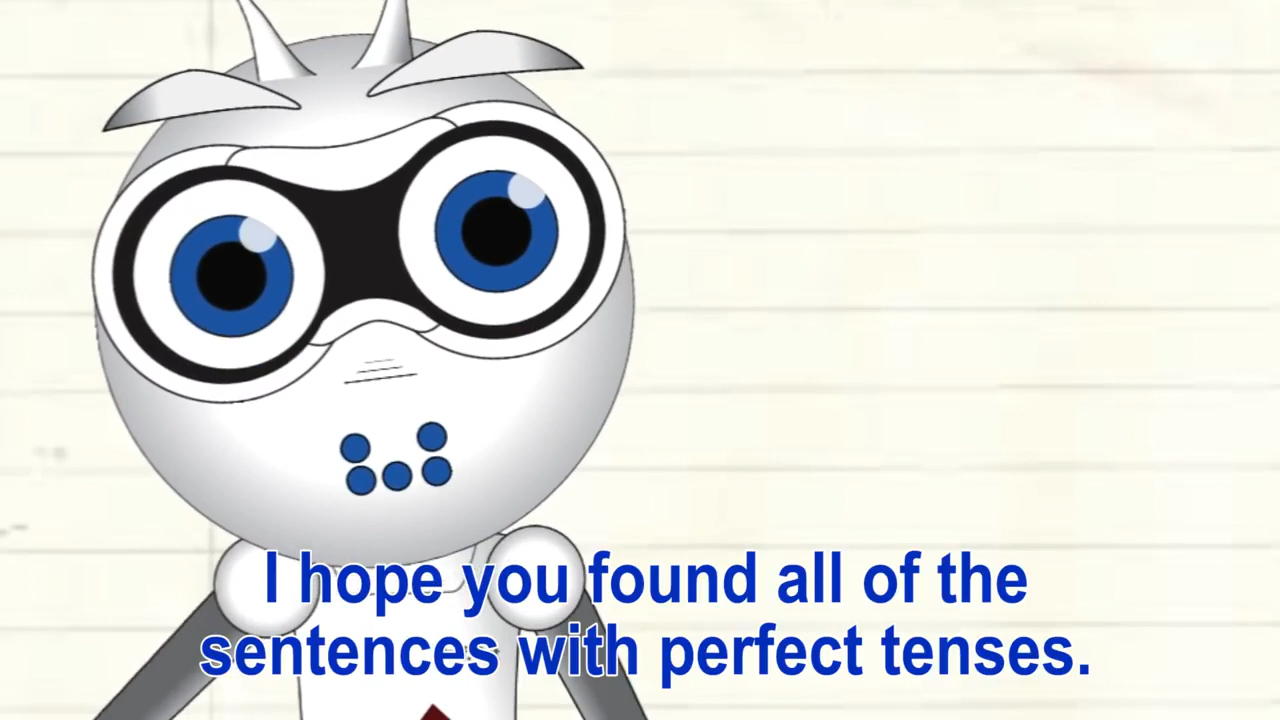 I hope you found all of the
sentences with perfect tenses.